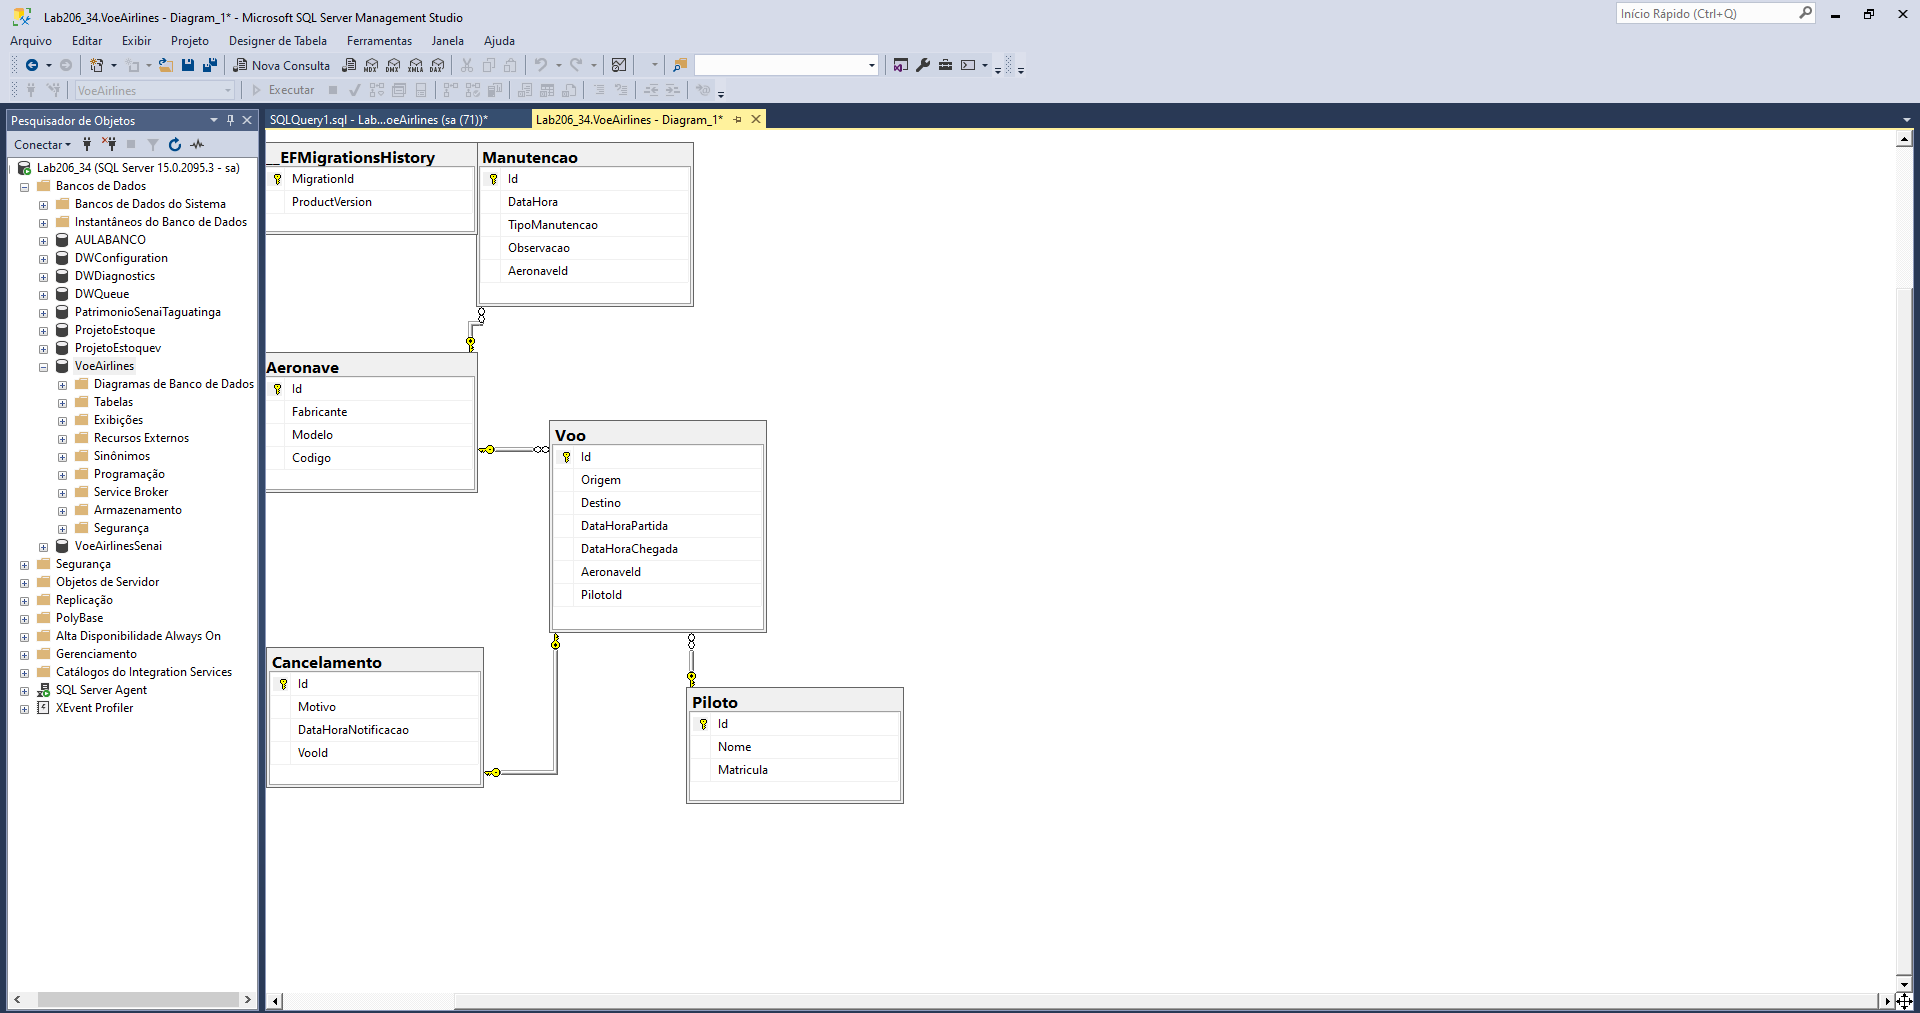 Lab206_34.VoeAirlines - Diagram_1* - Microsoft SQL Server Management Studio
Início Rápido (Ctrl+Q)
Arquivo Editar Exibir Projeto Designer de Tabela Ferramentas Janela Ajuda
Nova Consulta MDX DMX XMLA DAX
VoeAirlines Executar
Pesquisador de Objetos
Conectar
Lab206_34 (SQL Server 15.0.2095.3 - sa)
Bancos de Dados
Bancos de Dados do Sistema
Instantâneos do Banco de Dados
AULABANCO
DWConfiguration
DWDiagnostics
DWQueue
PatrimonioSenaiTaguatinga
ProjetoEstoque
ProjetoEstoquev
VoeAirlines
Diagramas de Banco de Dados
Tabelas
Exibições
Recursos Externos
Sinônimos
Programação
Service Broker
Armazenamento
Segurança
VoeAirlinesSenai
Segurança
Objetos de Servidor
Replicação
PolyBase
Alta Disponibilidade Always On
Gerenciamento
Catálogos do Integration Services
SQL Server Agent
XEvent Profiler
SQLQuery1.sql - Lab...oeAirlines (sa (71))*
Lab206_34.VoeAirlines - Diagram_1*
__EFMigrationsHistory
MigrationId
ProductVersion
Manutencao
Id
DataHora
TipoManutencao
Observacao
AeronaveId
Aeronave
Id
Fabricante
Modelo
Codigo
Voo
Id
Origem
Destino
DataHoraPartida
DataHoraChegada
AeronaveId
PilotoId
Cancelamento
Id
Motivo
DataHoraNotificacao
VooId
Piloto
Id
Nome
Matricula